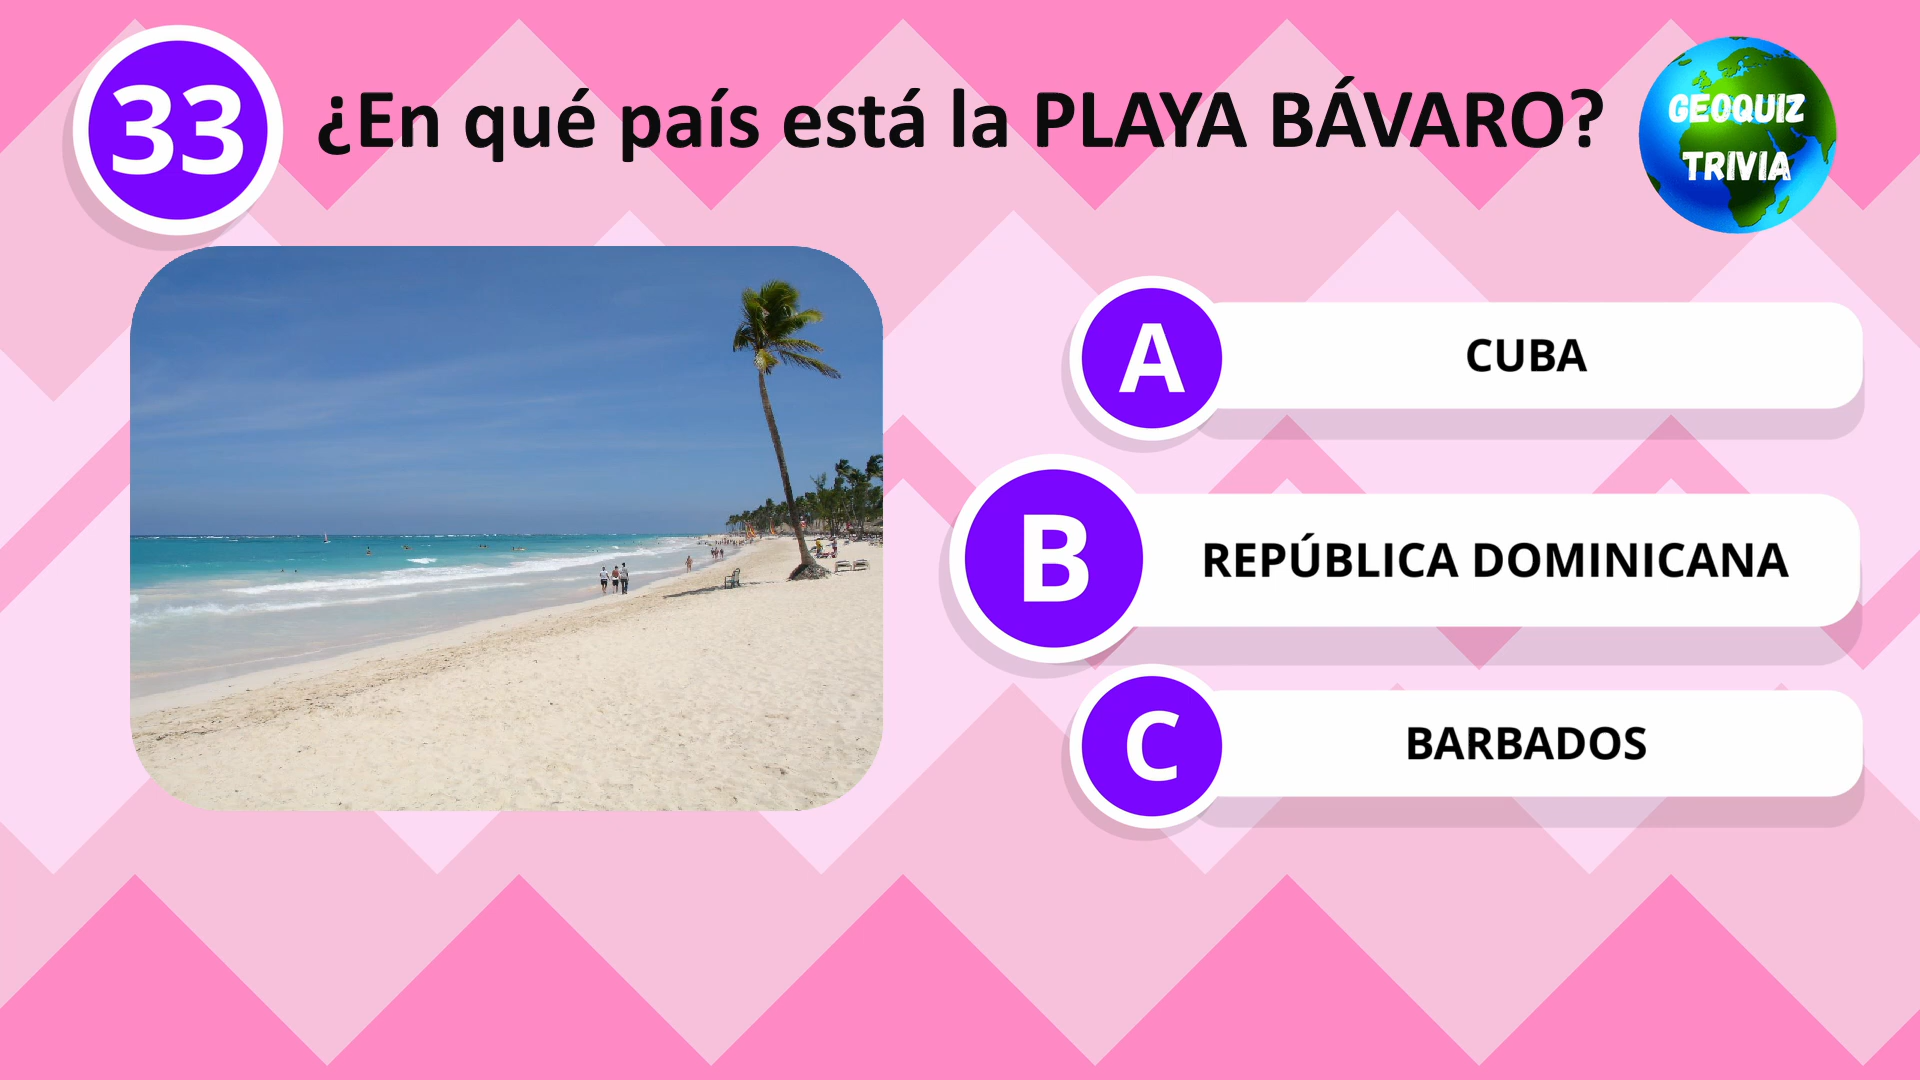 33
¿En qué país está la PLAYA BÁVARO?
GEOQUIZ
TRIVIA
A
CUBA
B
REPÚBLICA DOMINICANA
C
BARBADOS